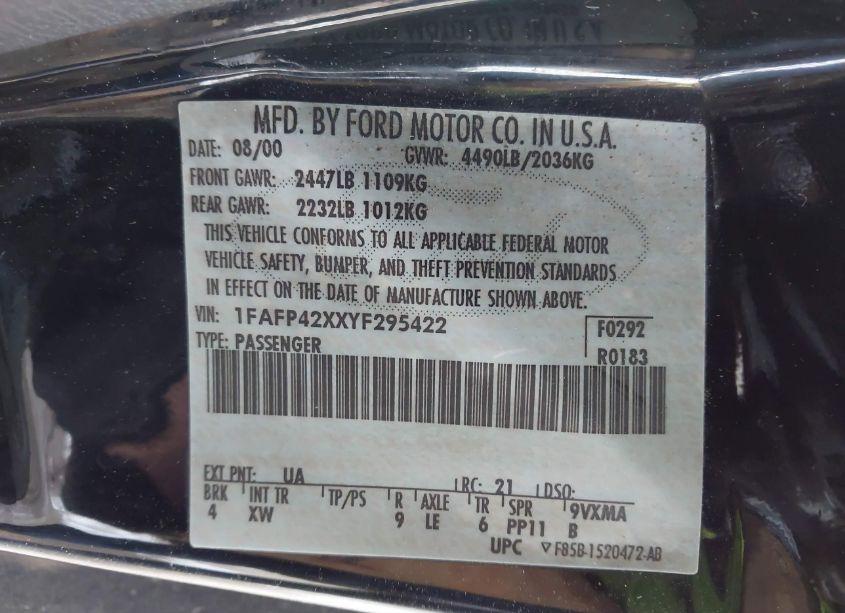 MFD. BY FORD MOTOR CO. IN U.S.A.
DATE: 08/00 GVWR: 4490LB/2036KG
FRONT GAWR: 2447LB 1109KG
REAR GAWR: 2232LB 1012KG
THIS VEHICLE CONFORMS TO ALL APPLICABLE FEDERAL MOTOR
VEHICLE SAFETY, BUMPER, AND THEFT PREVENTION STANDARDS
IN EFFECT ON THE DATE OF MANUFACTURE SHOWN ABOVE.
VIN: 1FAFP42XXYF295422 F0292
TYPE: PASSENGER R0183
EXT PNT: UA RC: 21 DSO:
BRK INT TR TP/PS R AXLE TR SPR 9VXMA
4 XW 9 LE 6 PP11 B
UPC ▽F85B-1520472-AB